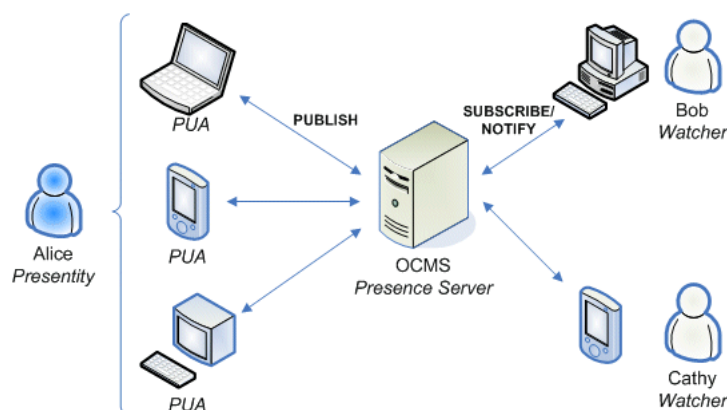 PUA
PUBLISH
SUBSCRIBE/
NOTIFY
Bob
Watcher
Alice
Presentity
PUA
OCMS
Presence Server
PUA
Cathy
Watcher